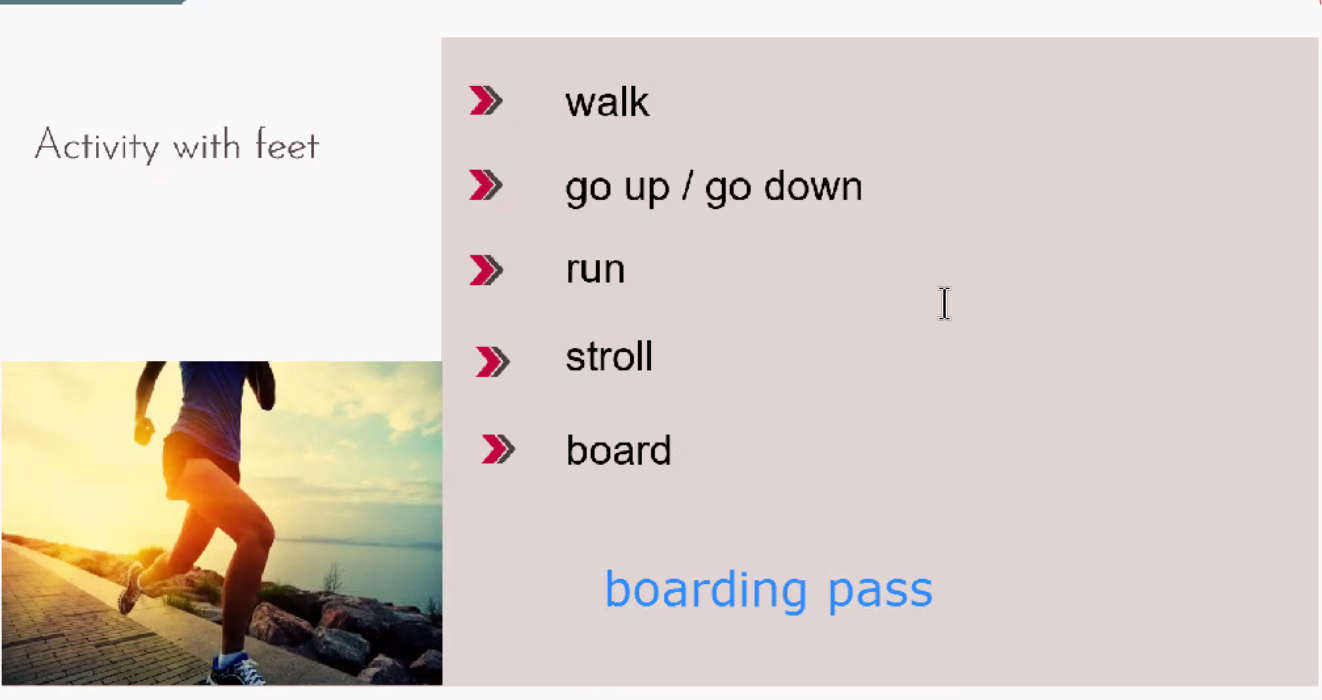 Activity with feet
walk
go up / go down
run
stroll
board
boarding pass